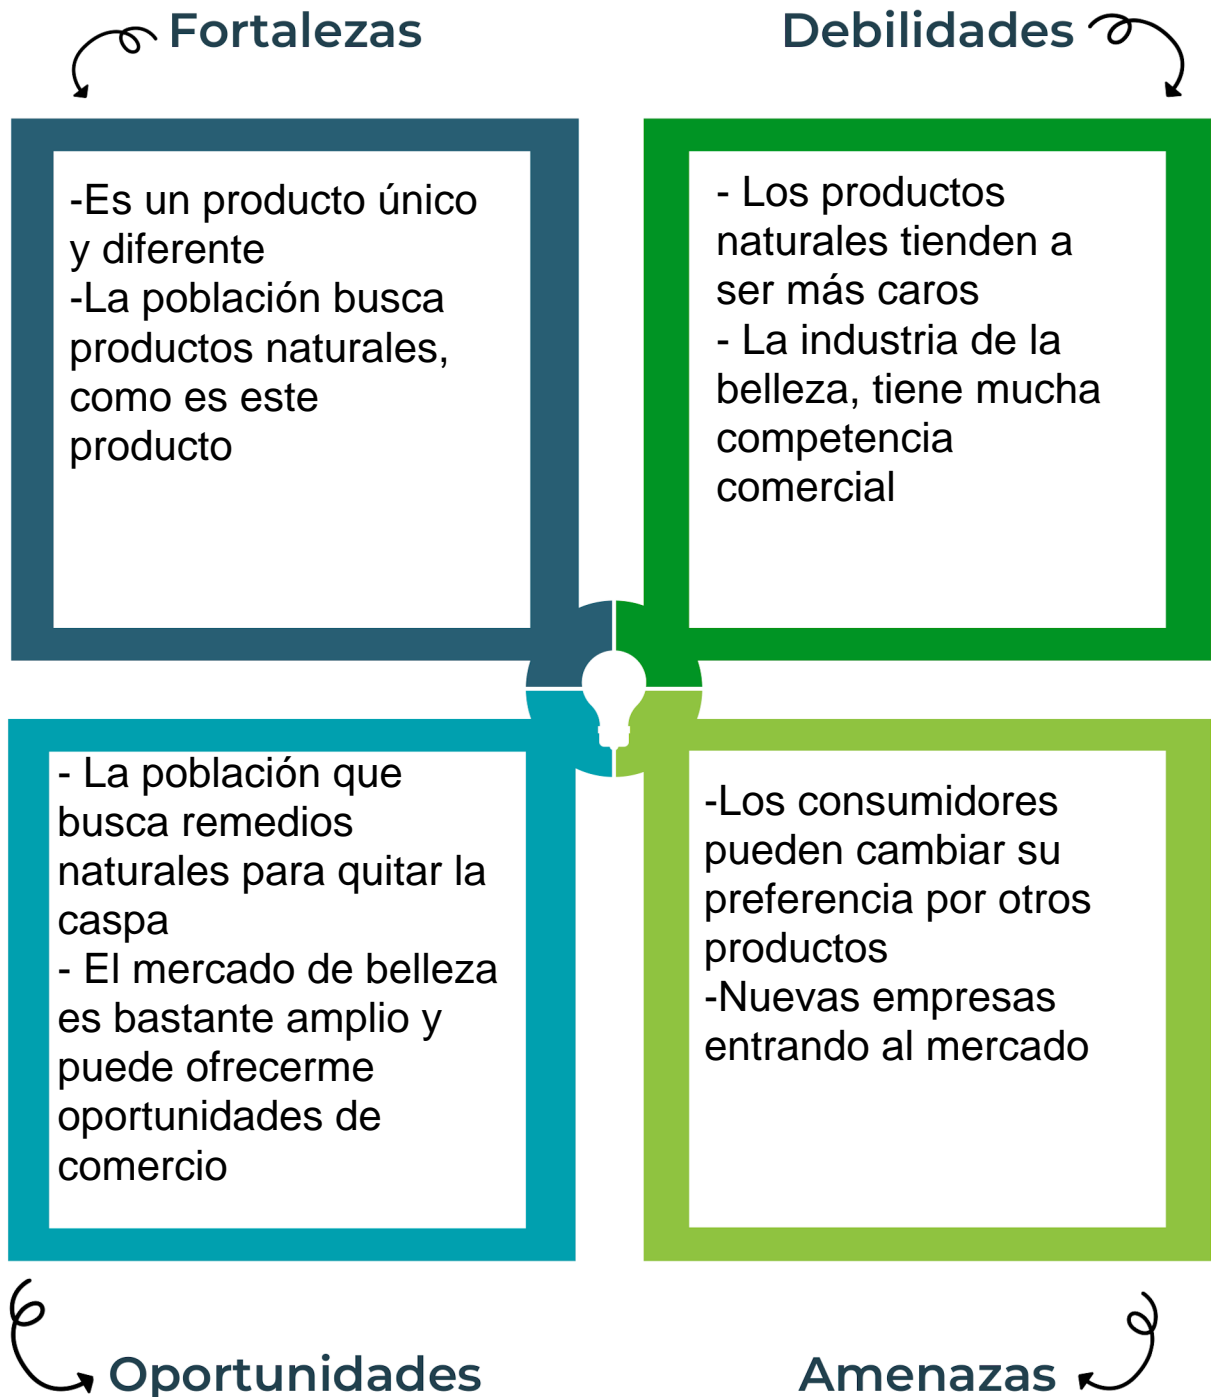 Fortalezas
-Es un producto único
y diferente
-La población busca
productos naturales,
como es este
producto
Debilidades
- Los productos
naturales tienden a
ser más caros
- La industria de la
belleza, tiene mucha
competencia
comercial
- La población que
busca remedios
naturales para quitar la
caspa
- El mercado de belleza
es bastante amplio y
puede ofrecerme
oportunidades de
comercio
Oportunidades
-Los consumidores
pueden cambiar su
preferencia por otros
productos
-Nuevas empresas
entrando al mercado
Amenazas